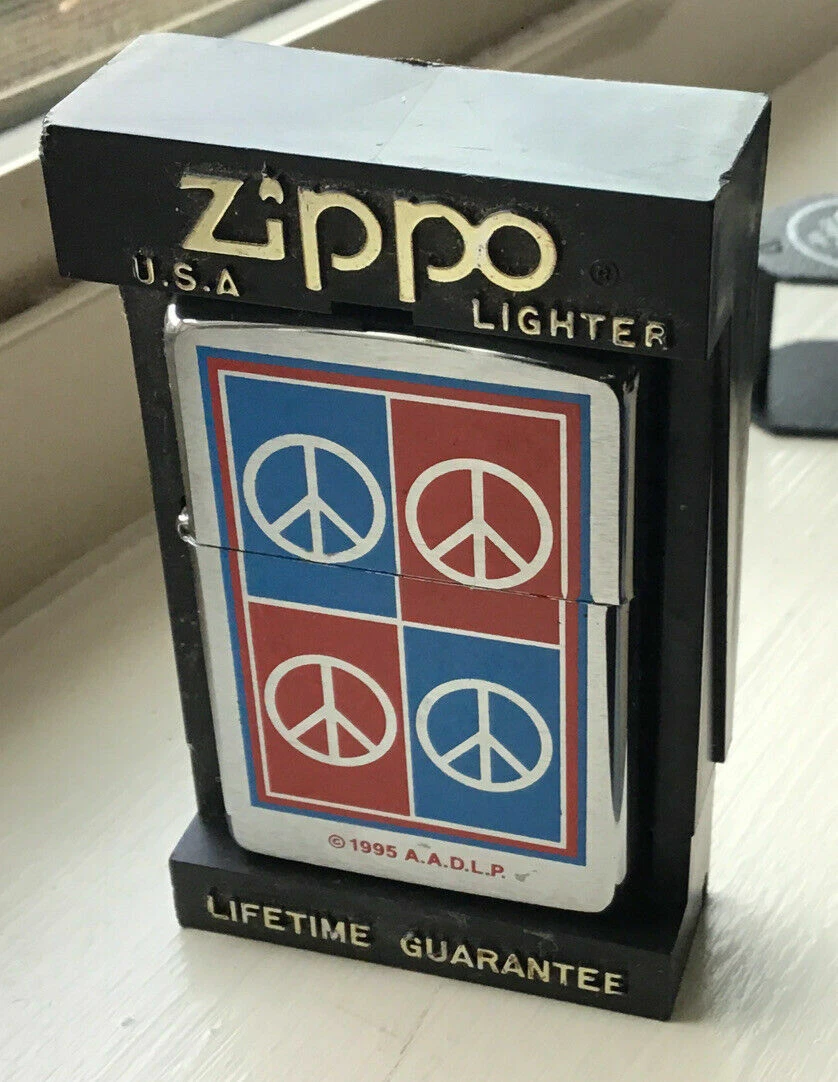 Zippo ®
U.S.A
LIGHTER
© 1995 A.A.D.L.P.
LIFETIME GUARANTEE